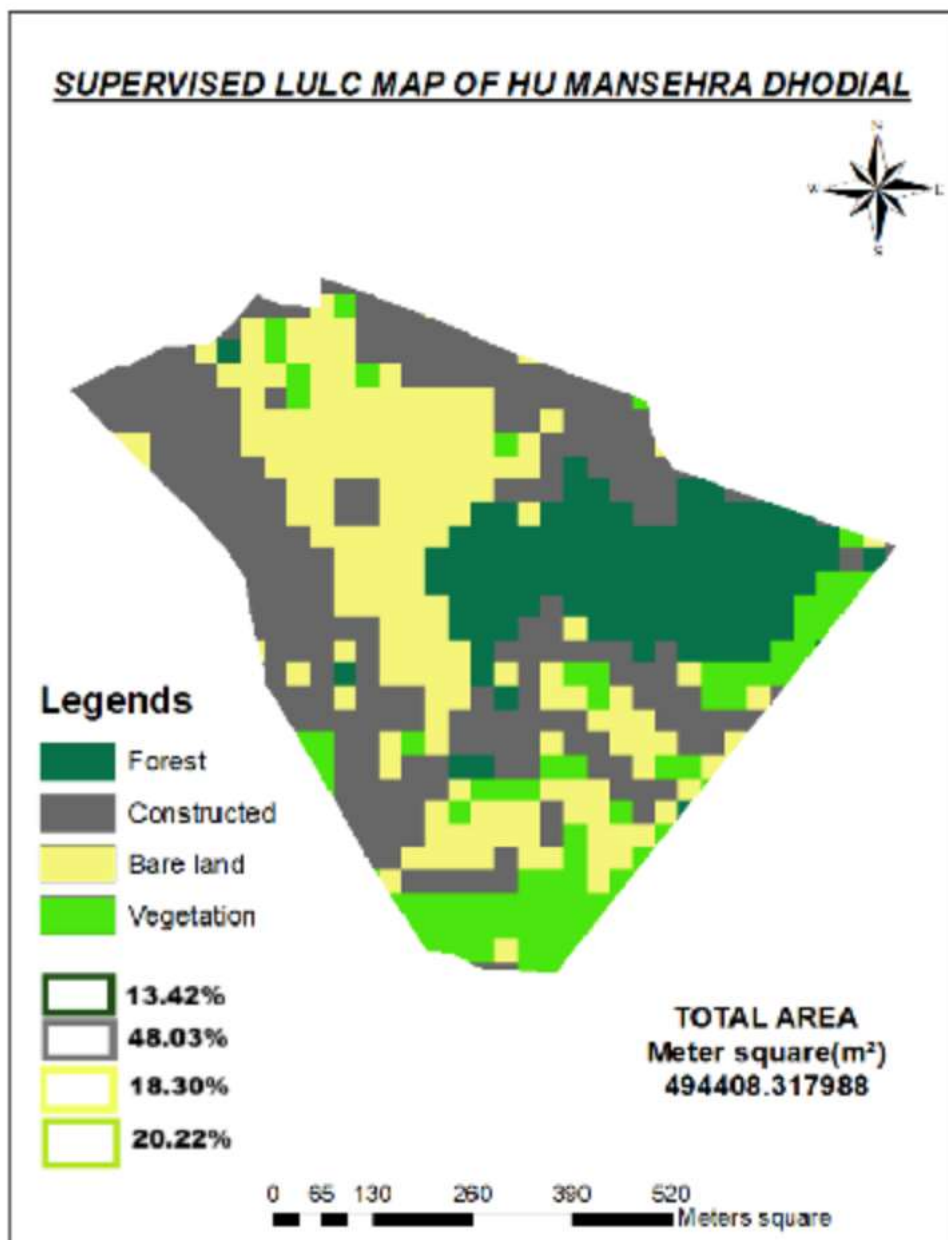 SUPERVISED LULC MAP OF HU MANSEHRA DHODIAL
N
W E
S
Legends
Forest
Constructed
Bare land
Vegetation
13.42%
48.03%
18.30%
20.22%
TOTAL AREA
Meter square(m²)
494408.317988
0 65 130 260 390 520
Meters square